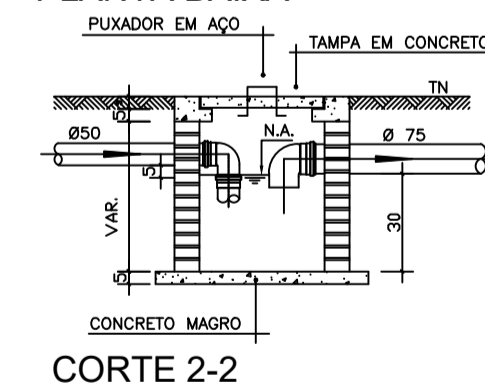 PUXADOR EM AÇO
TAMPA EM CONCRETO
TN
5
Ø50
N.A.
Ø 75
5
VAR.
30
5
CONCRETO MAGRO
CORTE 2-2